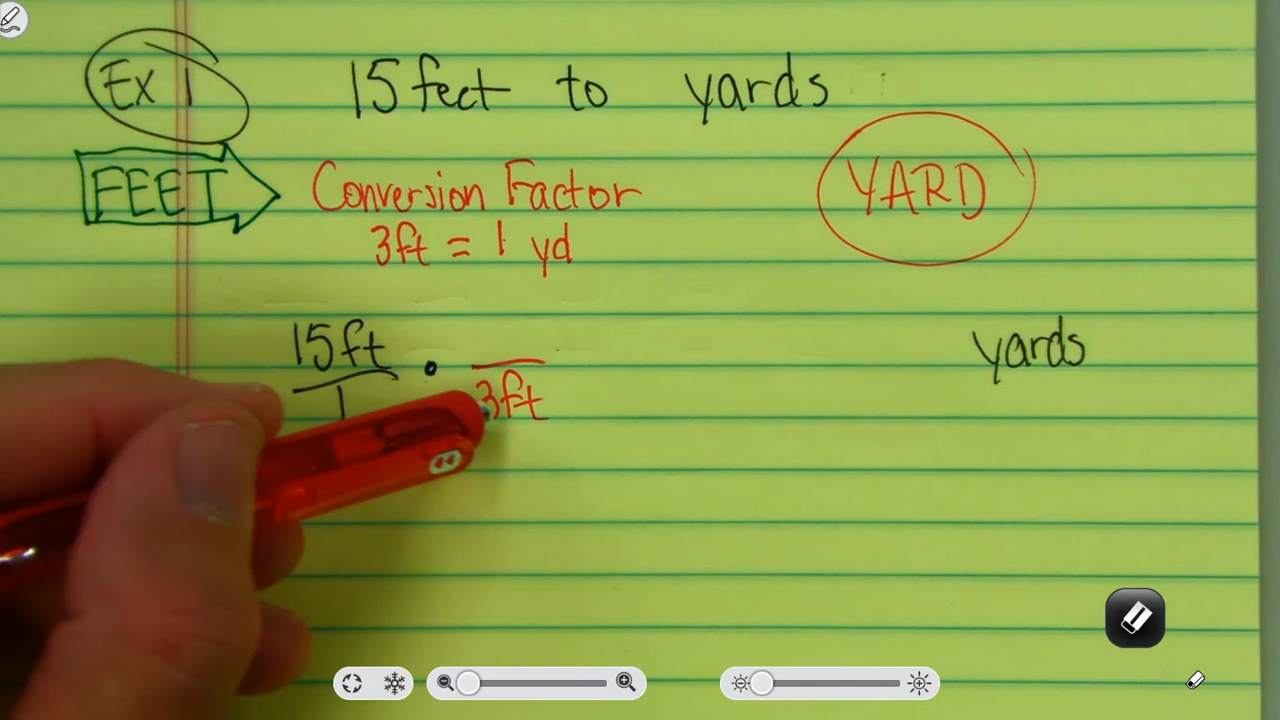 Ex 1 15 feet to yards
FEET Conversion Factor YARD
3ft = 1 yd
15ft yards
1 · 3ft